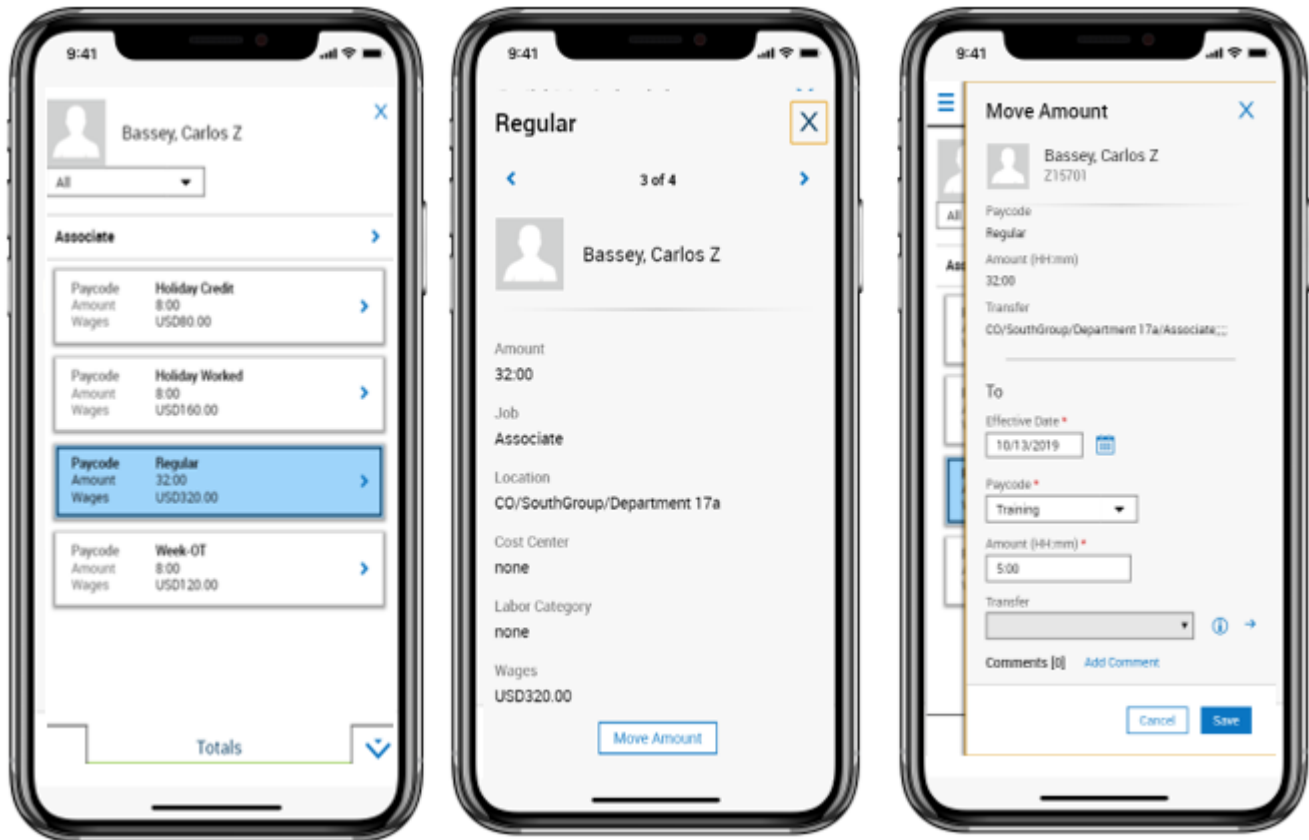 9:41
Bassey, Carlos Z
All
Associate
Paycode Holiday Credit
Amount 8:00
Wages USD80.00
Paycode Holiday Worked
Amount 8:00
Wages USD160.00
Paycode Regular
Amount 32:00
Wages USD320.00
Paycode Week-OT
Amount 8:00
Wages USD120.00
Totals
9:41
Regular
X
3 of 4
Bassey, Carlos Z
Amount
32:00
Job
Associate
Location
CO/SouthGroup/Department 17a
Cost Center
none
Labor Category
none
Wages
USD320.00
Move Amount
9:41
Move Amount
X
Bassey, Carlos Z
Z15701
All
Paycode
Regular
Amount (HH:mm)
32:00
Transfer
CO/SouthGroup/Department 17a/Associate;;;;
To
Effective Date *
10/13/2019
Paycode *
Training
Amount (HH:mm) *
5:00
Transfer
Comments [0] Add Comment
Cancel Save